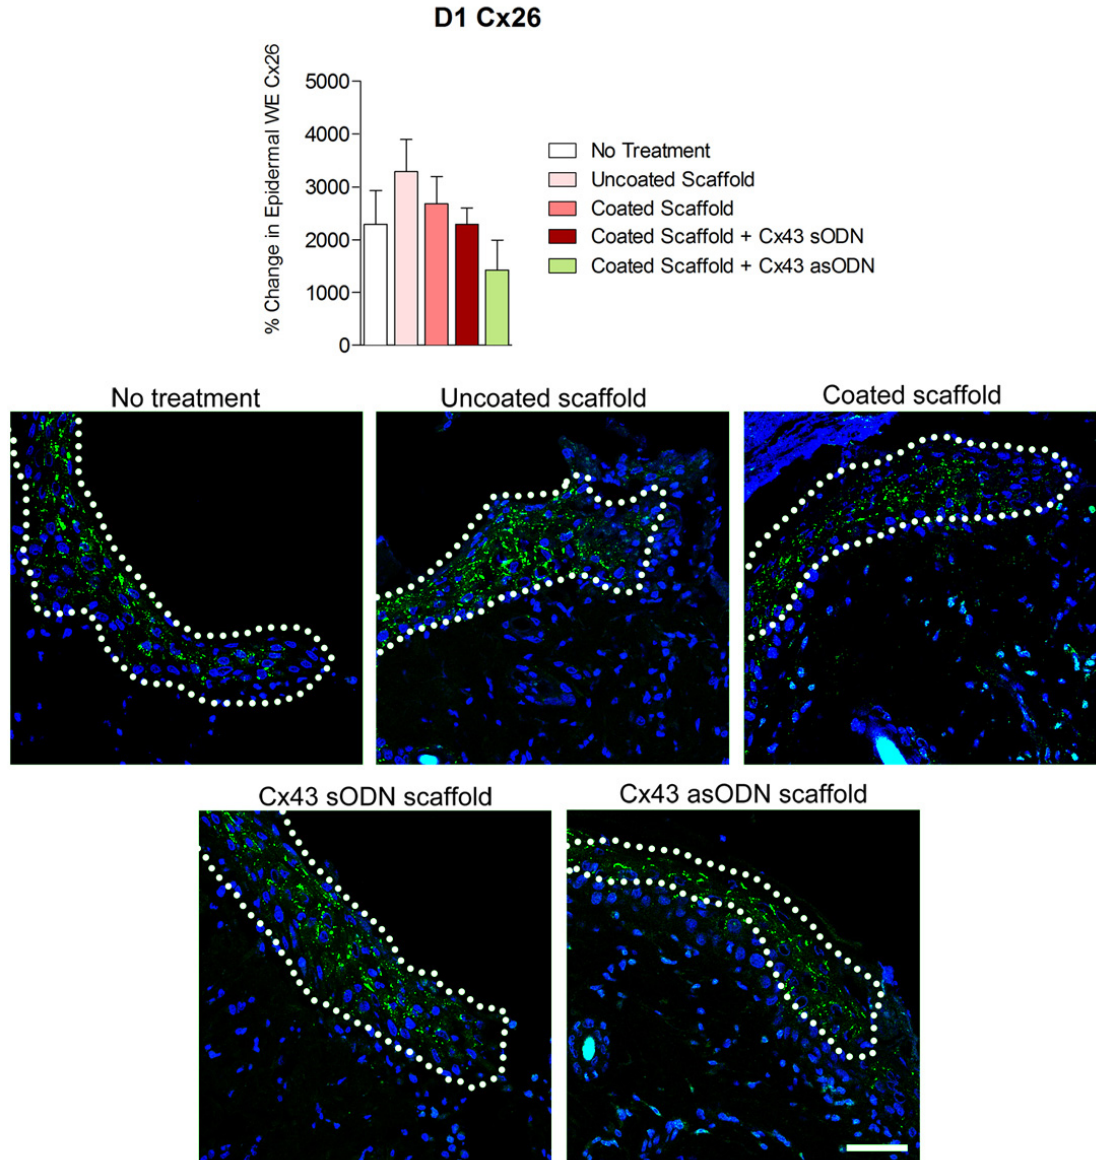 D1 Cx26
% Change in Epidermal WE Cx26
5000
4000
3000
2000
1000
0
No Treatment
Uncoated Scaffold
Coated Scaffold
Coated Scaffold + Cx43 sODN
Coated Scaffold + Cx43 asODN
No treatment
Uncoated scaffold
Coated scaffold
Cx43 sODN scaffold
Cx43 asODN scaffold